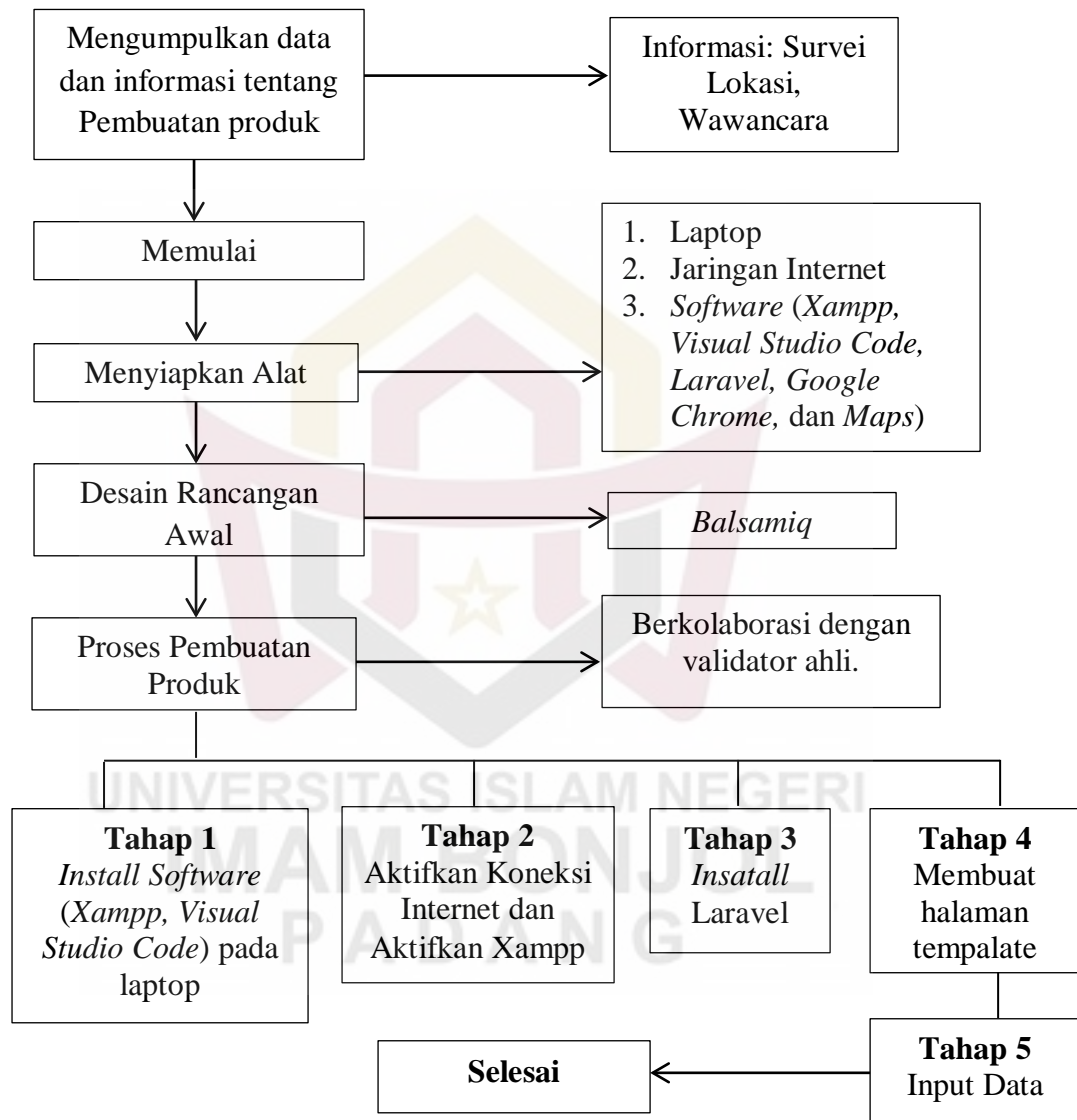 Mengumpulkan data
dan informasi tentang
Pembuatan produk
Informasi: Survei
Lokasi,
Wawancara
Memulai
1. Laptop
2. Jaringan Internet
3. Software (Xampp,
Visual Studio Code,
Laravel, Google
Chrome, dan Maps)
Menyiapkan Alat
Desain Rancangan
Awal
Balsamiq
Proses Pembuatan
Produk
Berkolaborasi dengan
validator ahli.
UNIVERSITAS ISLAM NEGERI
IMAM BONJOL
PADANG
Tahap 1
Install Software
(Xampp, Visual
Studio Code) pada
laptop
Tahap 2
Aktifkan Koneksi
Internet dan
Aktifkan Xampp
Tahap 3
Insatall
Laravel
Tahap 4
Membuat
halaman
tempalate
Tahap 5
Input Data
Selesai